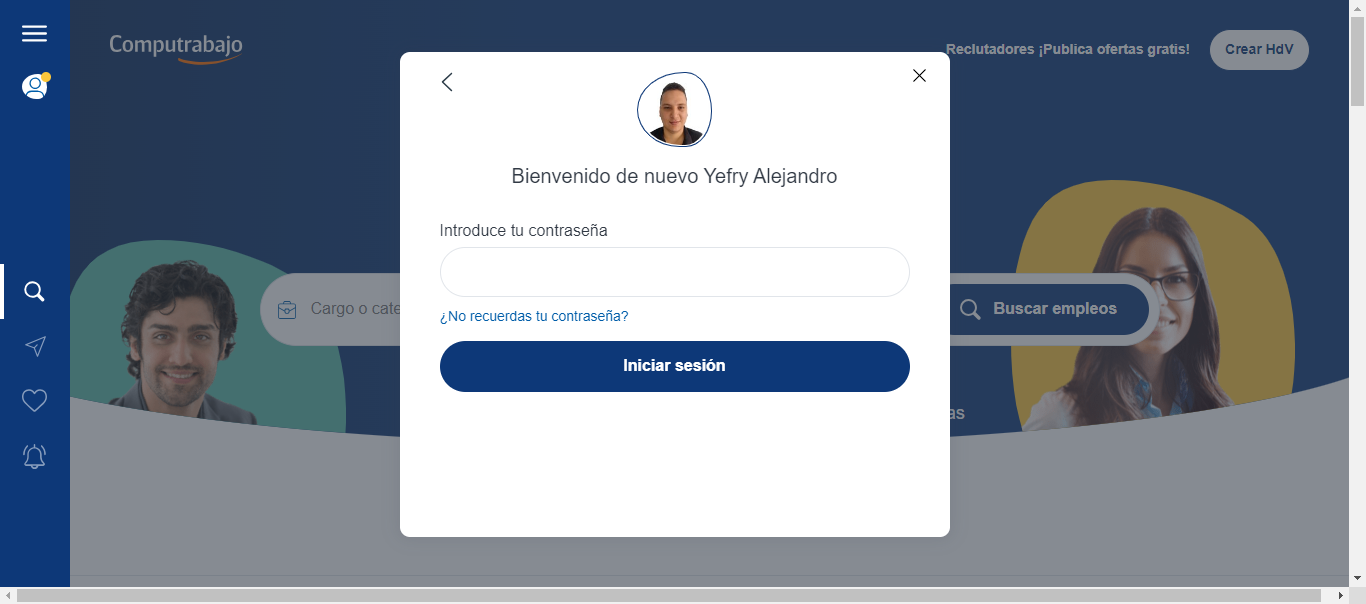 Computrabajo
Reclutadores ¡Publica ofertas gratis!
Crear HdV
Bienvenido de nuevo Yefry Alejandro
Introduce tu contraseña
Cargo o cate
Buscar empleos
¿No recuerdas tu contraseña?
Iniciar sesión
as